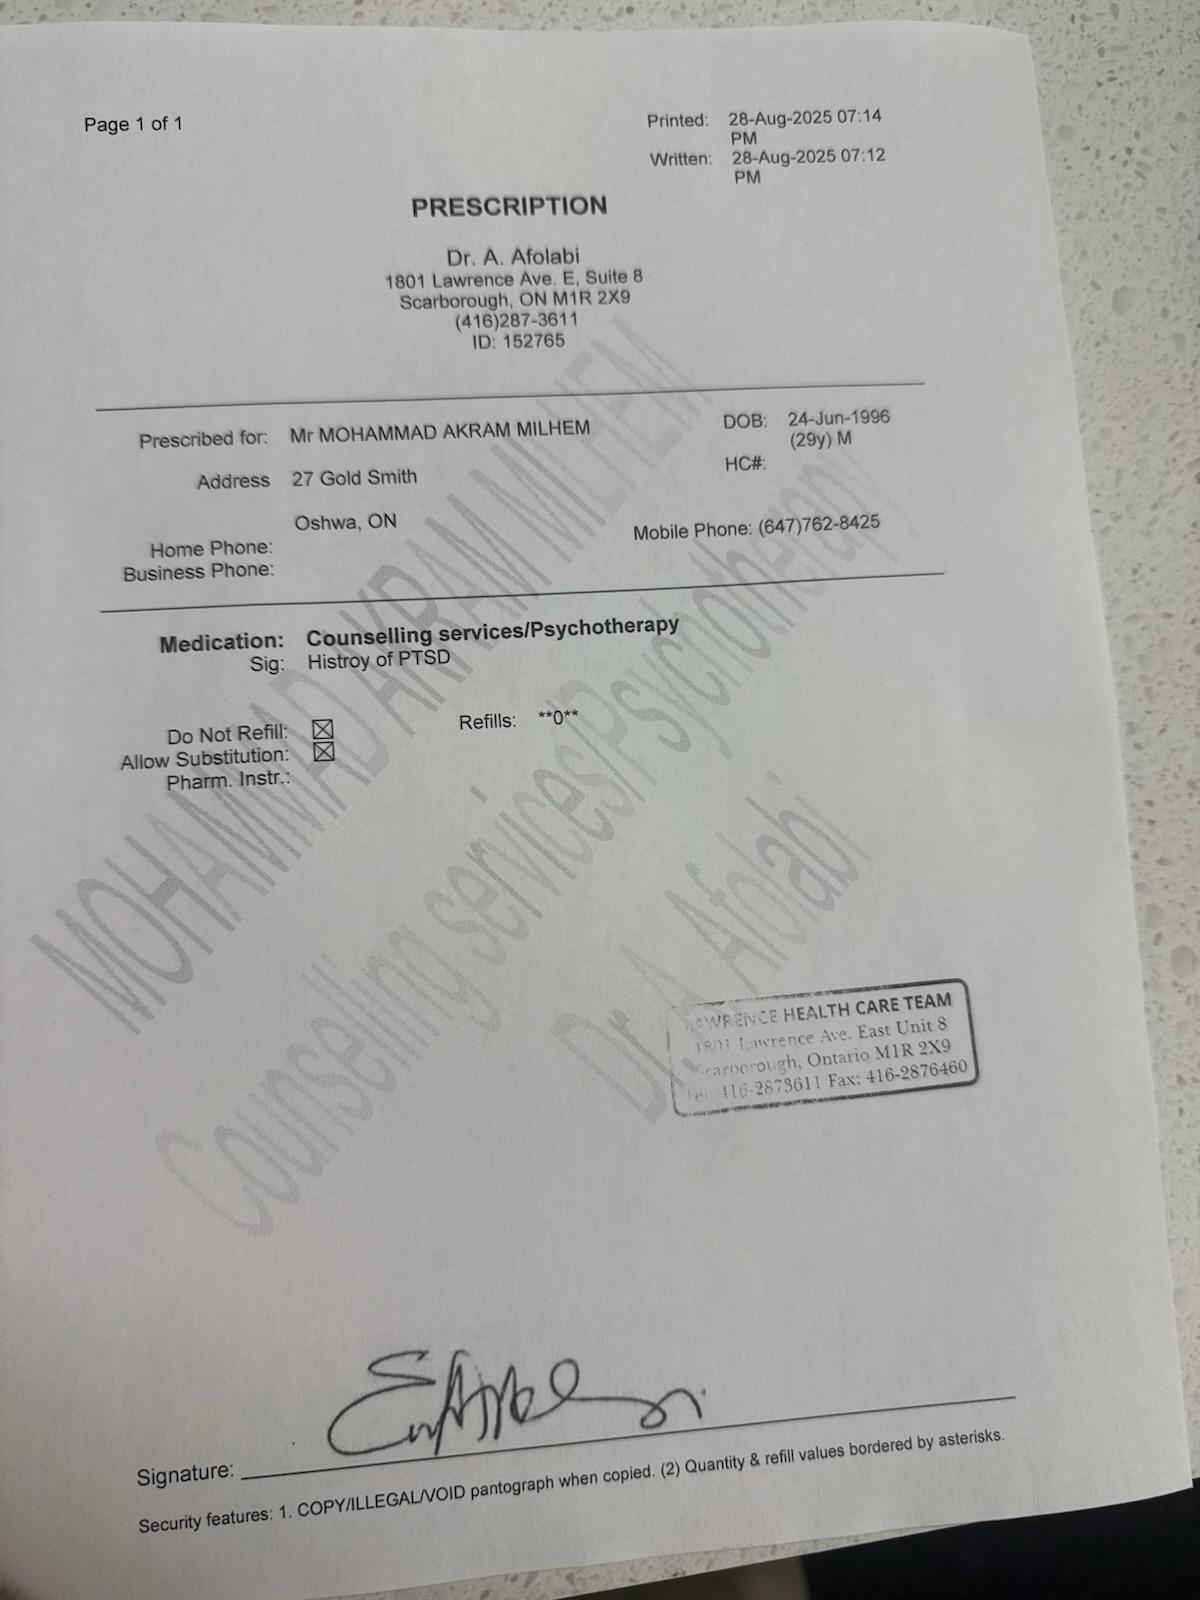 Page 1 of 1
Printed: 28-Aug-2025 07:14
PM
Written: 28-Aug-2025 07:12
PM
PRESCRIPTION
Dr. A. Afolabi
1801 Lawrence Ave. E, Suite 8
Scarborough, ON M1R 2X9
(416)287-3611
ID: 152765
Prescribed for: Mr MOHAMMAD AKRAM MILHEM
DOB: 24-Jun-1996
(29y) M
HC#:
Address 27 Gold Smith
Oshwa, ON
Mobile Phone: (647)762-8425
Home Phone:
Business Phone:
Medication: Counselling services/Psychotherapy
Sig: Histroy of PTSD
Do Not Refill:
Refills: **0**
Allow Substitution:
Pharm. Instr.:
MOHAMMAD AKRAM MILHEM
Counselling services/Psychotherapy
Dr. A. Afolabi
LAWRENCE HEALTH CARE TEAM
1801 Lawrence Ave. East Unit 8
Scarborough, Ontario M1R 2X9
Tel: 416-2873611 Fax: 416-2876460
Signature:
Security features: 1. COPY/ILLEGAL/VOID pantograph when copied. (2) Quantity & refill values bordered by asterisks.